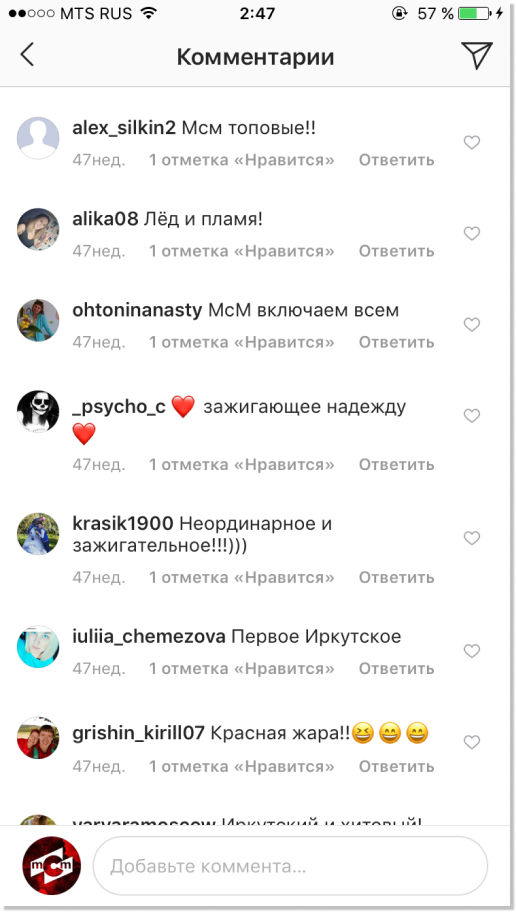 MTS RUS 2:47 57 %
Комментарии
alex_silkin2 Мсм топовые!!
47нед. 1 отметка «Нравится» Ответить
alika08 Лёд и пламя!
47нед. 1 отметка «Нравится» Ответить
ohtoninanasty МсМ включаем всем
47нед. 1 отметка «Нравится» Ответить
_psycho_c ❤️ зажигающее надежду
❤️
47нед. 1 отметка «Нравится» Ответить
krasik1900 Неординарное и
зажигательное!!!)))
47нед. 1 отметка «Нравится» Ответить
iuliia_chemezova Первое Иркутское
47нед. 1 отметка «Нравится» Ответить
grishin_kirill07 Красная жара!!😆😁😄
47нед. 1 отметка «Нравится» Ответить
Иркутский и хитовый!
мсм Добавьте коммента...